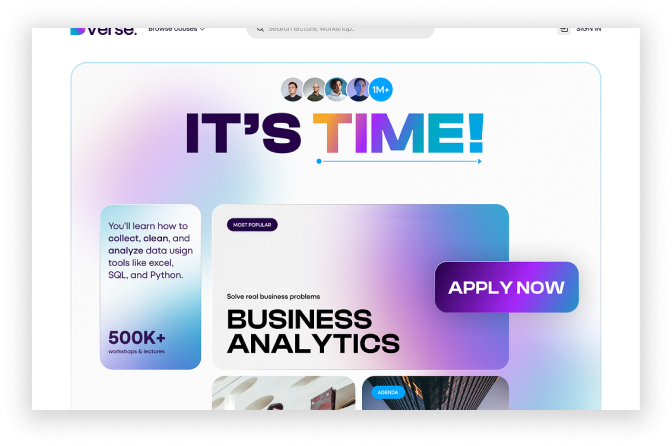 verse.
Browse
Search lecture, workshop..
SIGN IN
1M+
IT'S TIME!
You'll learn how to
collect, clean, and
analyze data usign
tools like excel,
SQL, and Python.
500K+
workshops & lectures
MOST POPULAR
Solve real business problems
BUSINESS
ANALYTICS
APPLY NOW
AGENDA